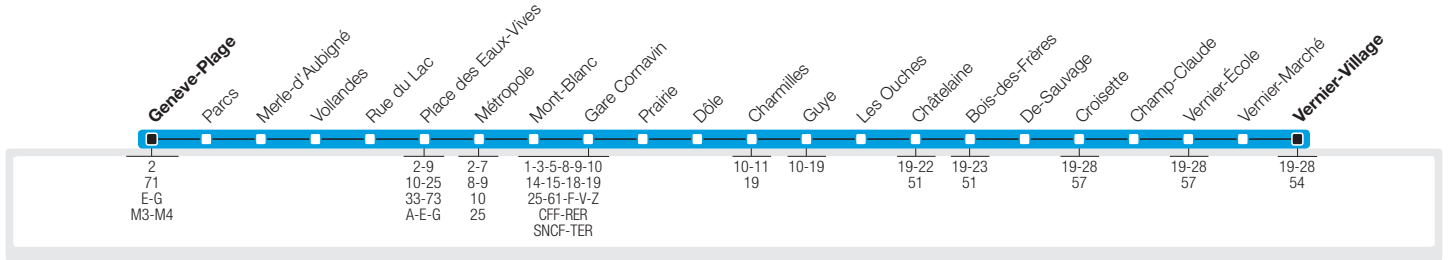 Genève-Plage
Parcs
Merle-d'Aubigné
Vollandes
Rue du Lac
Place des Eaux-Vives
Métropole
Mont-Blanc
Gare Cornavin
Prairie
Dôle
Charmilles
Guye
Les Ouches
Châtelaine
Bois-des-Frères
De-Sauvage
Croisette
Champ-Claude
Vernier-École
Vernier-Marché
Vernier-Village
2
71
E-G
M3-M4
2-9
10-25
33-73
A-E-G
2-7
8-9
10
25
1-3-5-8-9-10
14-15-18-19
25-61-F-V-Z
CFF-RER
SNCF-TER
10-11
19
10-19
19-22
51
19-23
51
19-28
57
19-28
57
19-28
54